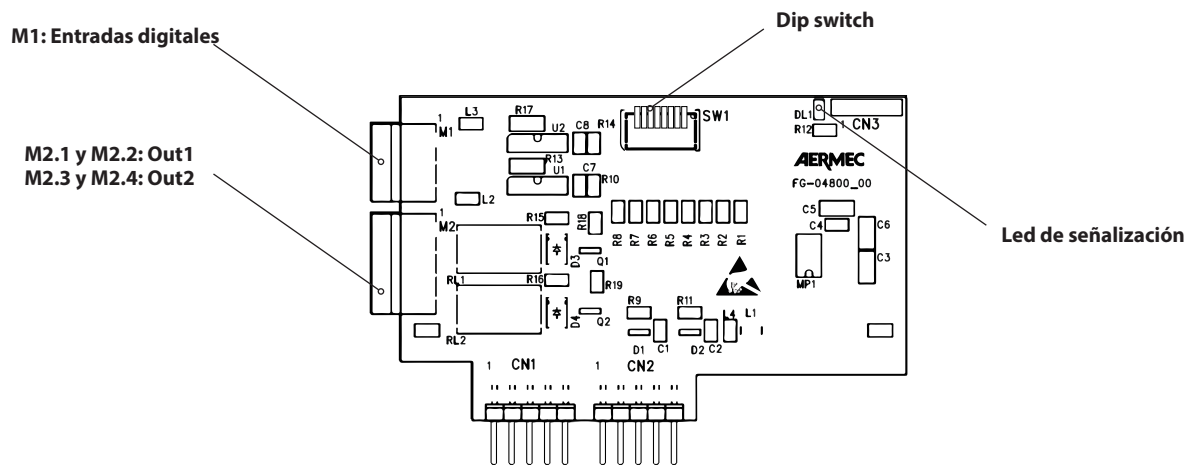 Dip switch
M1: Entradas digitales
M2.1 y M2.2: Out1
M2.3 y M2.4: Out2
Led de señalización
1
M1
L3
R17
U2
C8
R14
SW1
DL1
R12
1
CN3
R13
U1
C7
R10
AERMEC
FG-04800_00
L2
1
M2
R15
R18
R8
R7
R6
R5
R4
R3
R2
R1
C5
C4
C6
C3
D3
Q1
RL1
R16
R19
MP1
D4
Q2
RL2
R9
R11
L4
L1
D1
C1
D2
C2
1
CN1
1
CN2